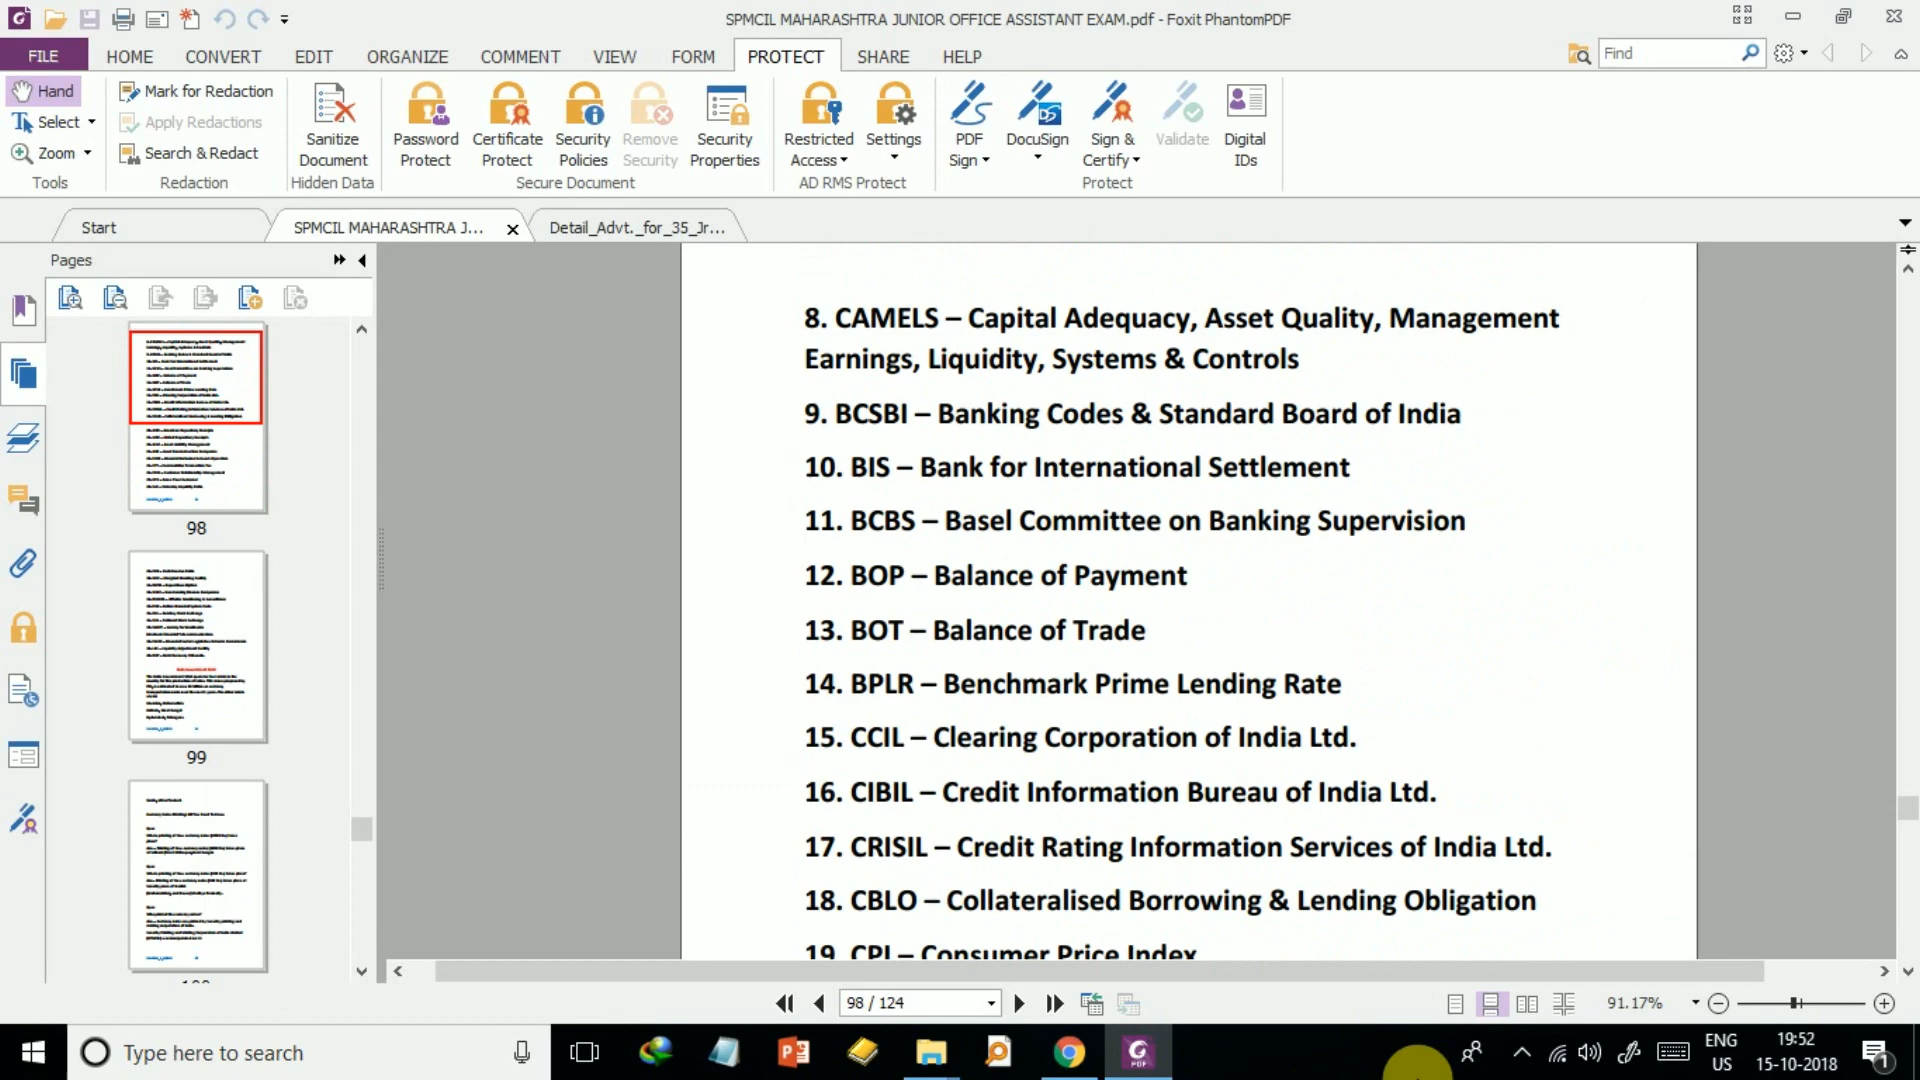 SPMCIL MAHARASHTRA JUNIOR OFFICE ASSISTANT EXAM.pdf - Foxit PhantomPDF
FILE HOME CONVERT EDIT ORGANIZE COMMENT VIEW FORM PROTECT SHARE HELP
Find
Hand
Select
Zoom
Tools
Mark for Redaction
Apply Redactions
Search & Redact
Redaction
Sanitize
Document
Hidden Data
Password
Protect
Certificate
Protect
Security
Policies
Remove
Security
Security
Properties
Secure Document
Restricted
Access
Settings
AD RMS Protect
PDF
Sign
DocuSign
Sign &
Certify
Validate
Digital
IDs
Protect
Start
SPMCIL MAHARASHTRA J...
Detail_Advt._for_35_Jr...
Pages
98
99
8. CAMELS – Capital Adequacy, Asset Quality, Management
Earnings, Liquidity, Systems & Controls
9. BCSBI – Banking Codes & Standard Board of India
10. BIS – Bank for International Settlement
11. BCBS – Basel Committee on Banking Supervision
12. BOP – Balance of Payment
13. BOT – Balance of Trade
14. BPLR – Benchmark Prime Lending Rate
15. CCIL – Clearing Corporation of India Ltd.
16. CIBIL – Credit Information Bureau of India Ltd.
17. CRISIL – Credit Rating Information Services of India Ltd.
18. CBLO – Collateralised Borrowing & Lending Obligation
19. CPI – Consumer Price Index
98 / 124
91.17%
Type here to search
ENG
US
19:52
15-10-2018
1